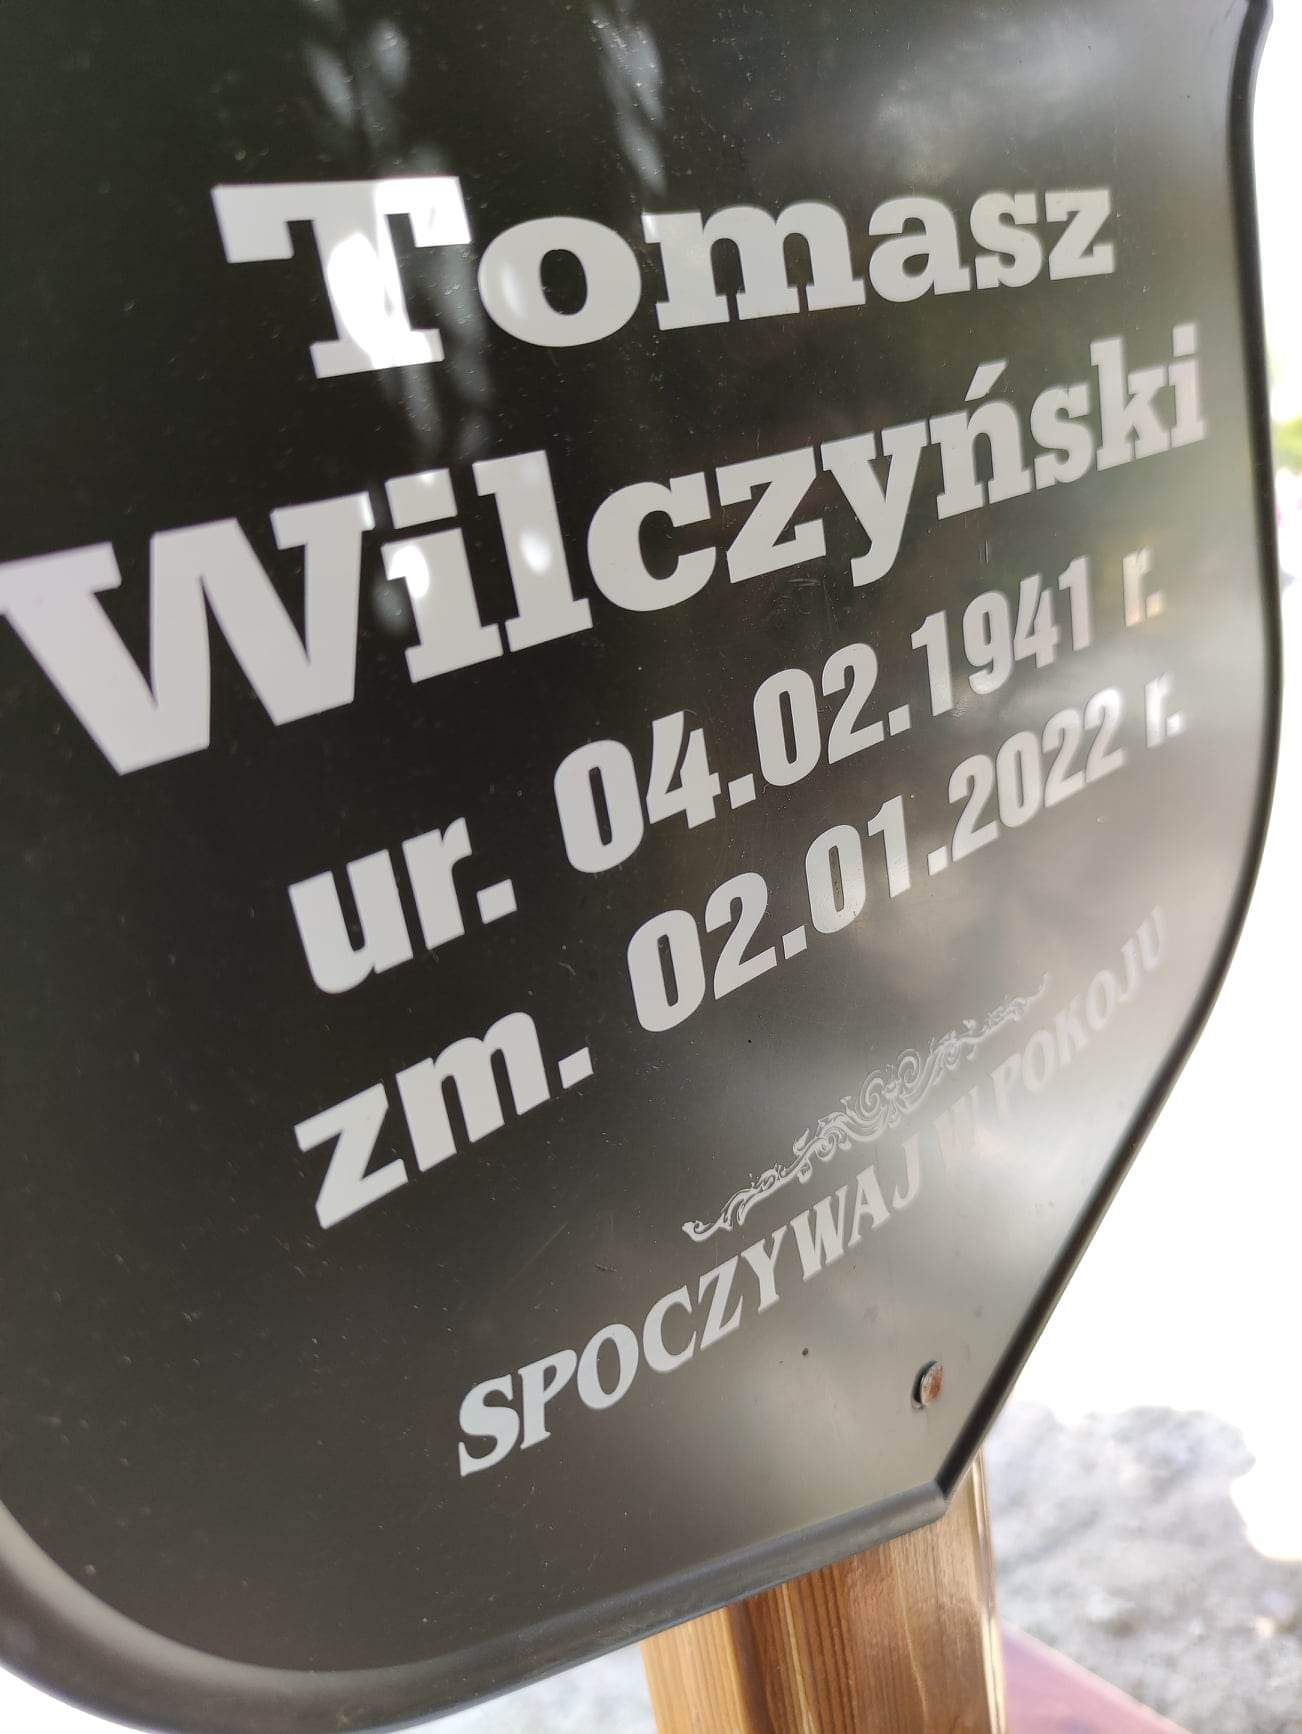 Tomasz
Wilczyński
ur. 04.02.1941 r.
zm. 02.01.2022 r.
SPOCZYWAJ W POKOJU